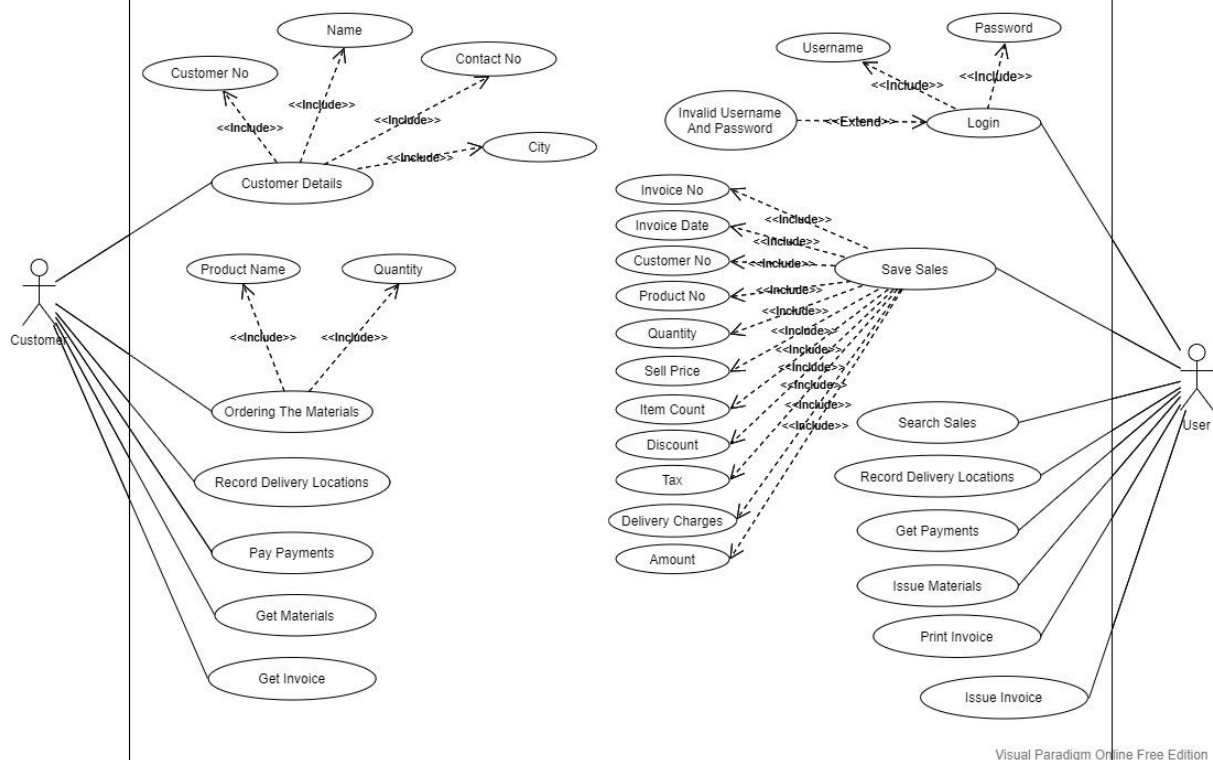 Name
Password
Username
Contact No
Customer No
<<Include>>
<<Include>>
<<Include>>
<<Include>>
Invalid Username
And Password
<<Extend>>
Login
<<Include>>
<<Include>>
City
<<Include>>
Customer Details
Invoice No
<<Include>>
Invoice Date
<<Include>>
Customer No
<<Include>>
Save Sales
Product Name
Quantity
Product No
<<Include>>
<<Include>>
Quantity
<<Include>>
Customer
<<Include>>
<<Include>>
<<Include>>
Sell Price
<<Include>>
<<Include>>
Item Count
<<Include>>
Ordering The Materials
Search Sales
User
<<Include>>
Discount
Tax
Record Delivery Locations
Record Delivery Locations
Delivery Charges
Get Payments
Pay Payments
Amount
Issue Materials
Get Materials
Print Invoice
Get Invoice
Issue Invoice
Visual Paradigm Online Free Edition